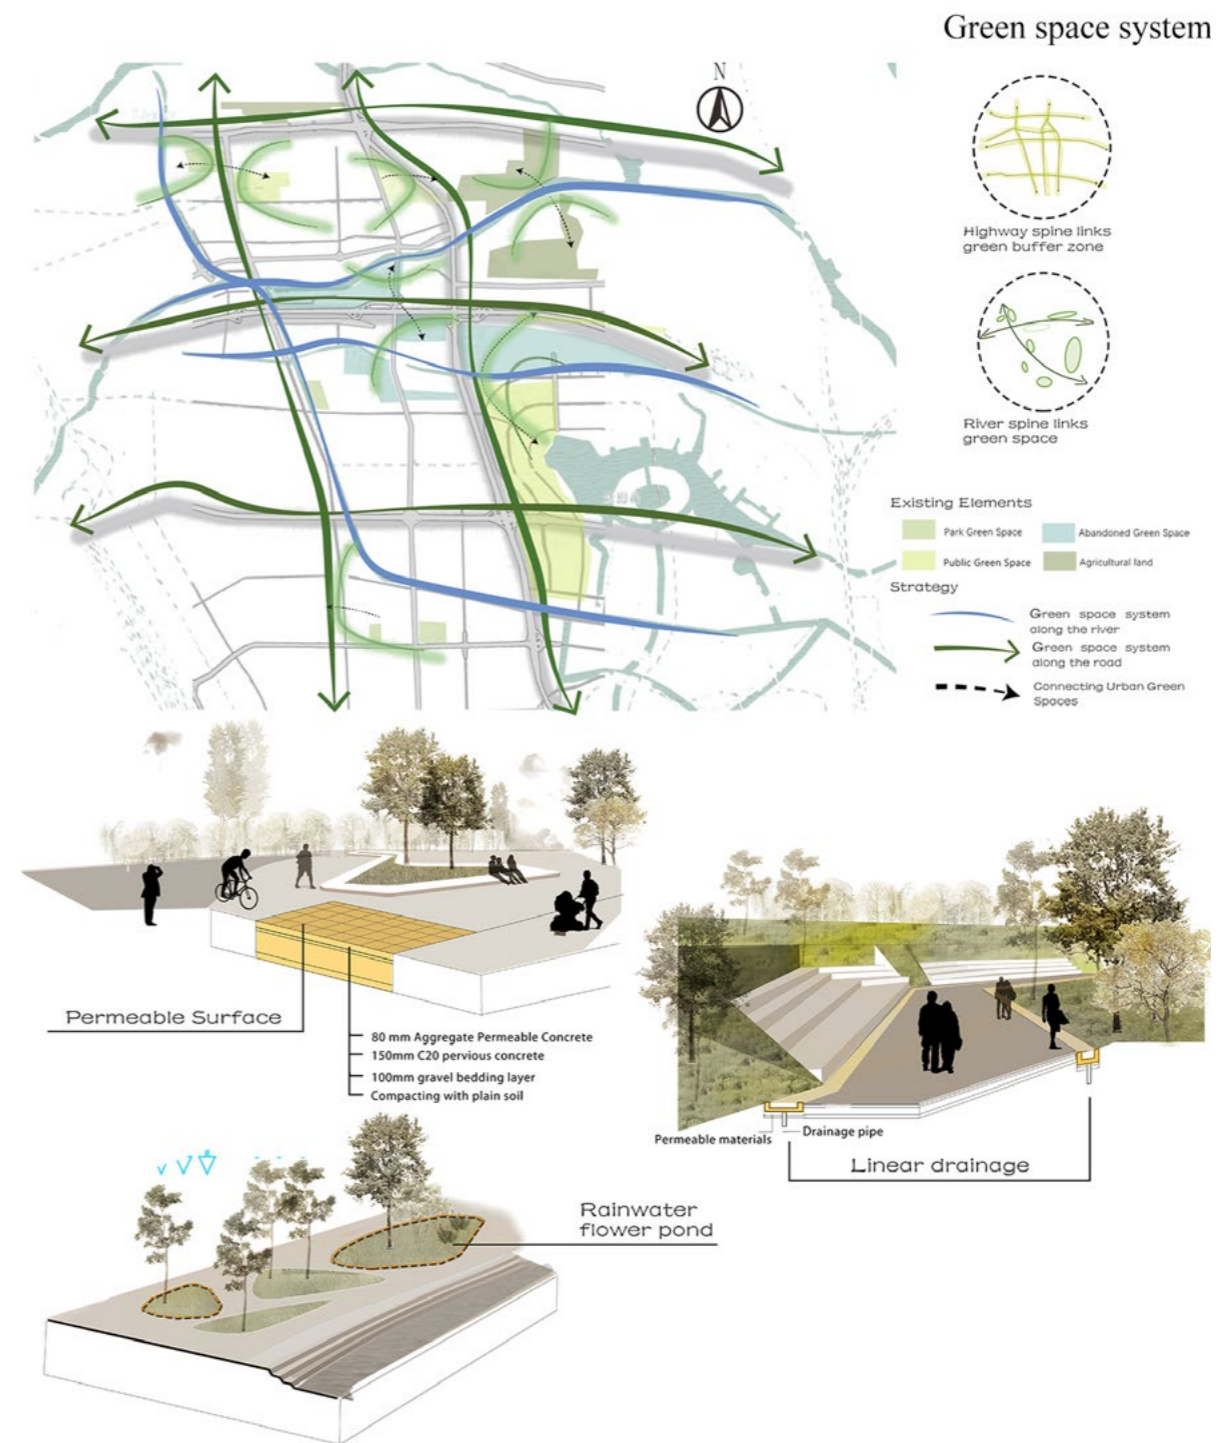 Green space system
N
Highway spine links
green buffer zone
River spine links
green space
Existing Elements
Park Green Space
Abandoned Green Space
Public Green Space
Agricultural land
Strategy
Green space system
along the river
Green space system
along the road
Connecting Urban Green
Spaces
Permeable Surface
80 mm Aggregate Permeable Concrete
150mm C20 pervious concrete
100mm gravel bedding layer
Compacting with plain soil
Permeable materials
Drainage pipe
Linear drainage
Rainwater
flower pond